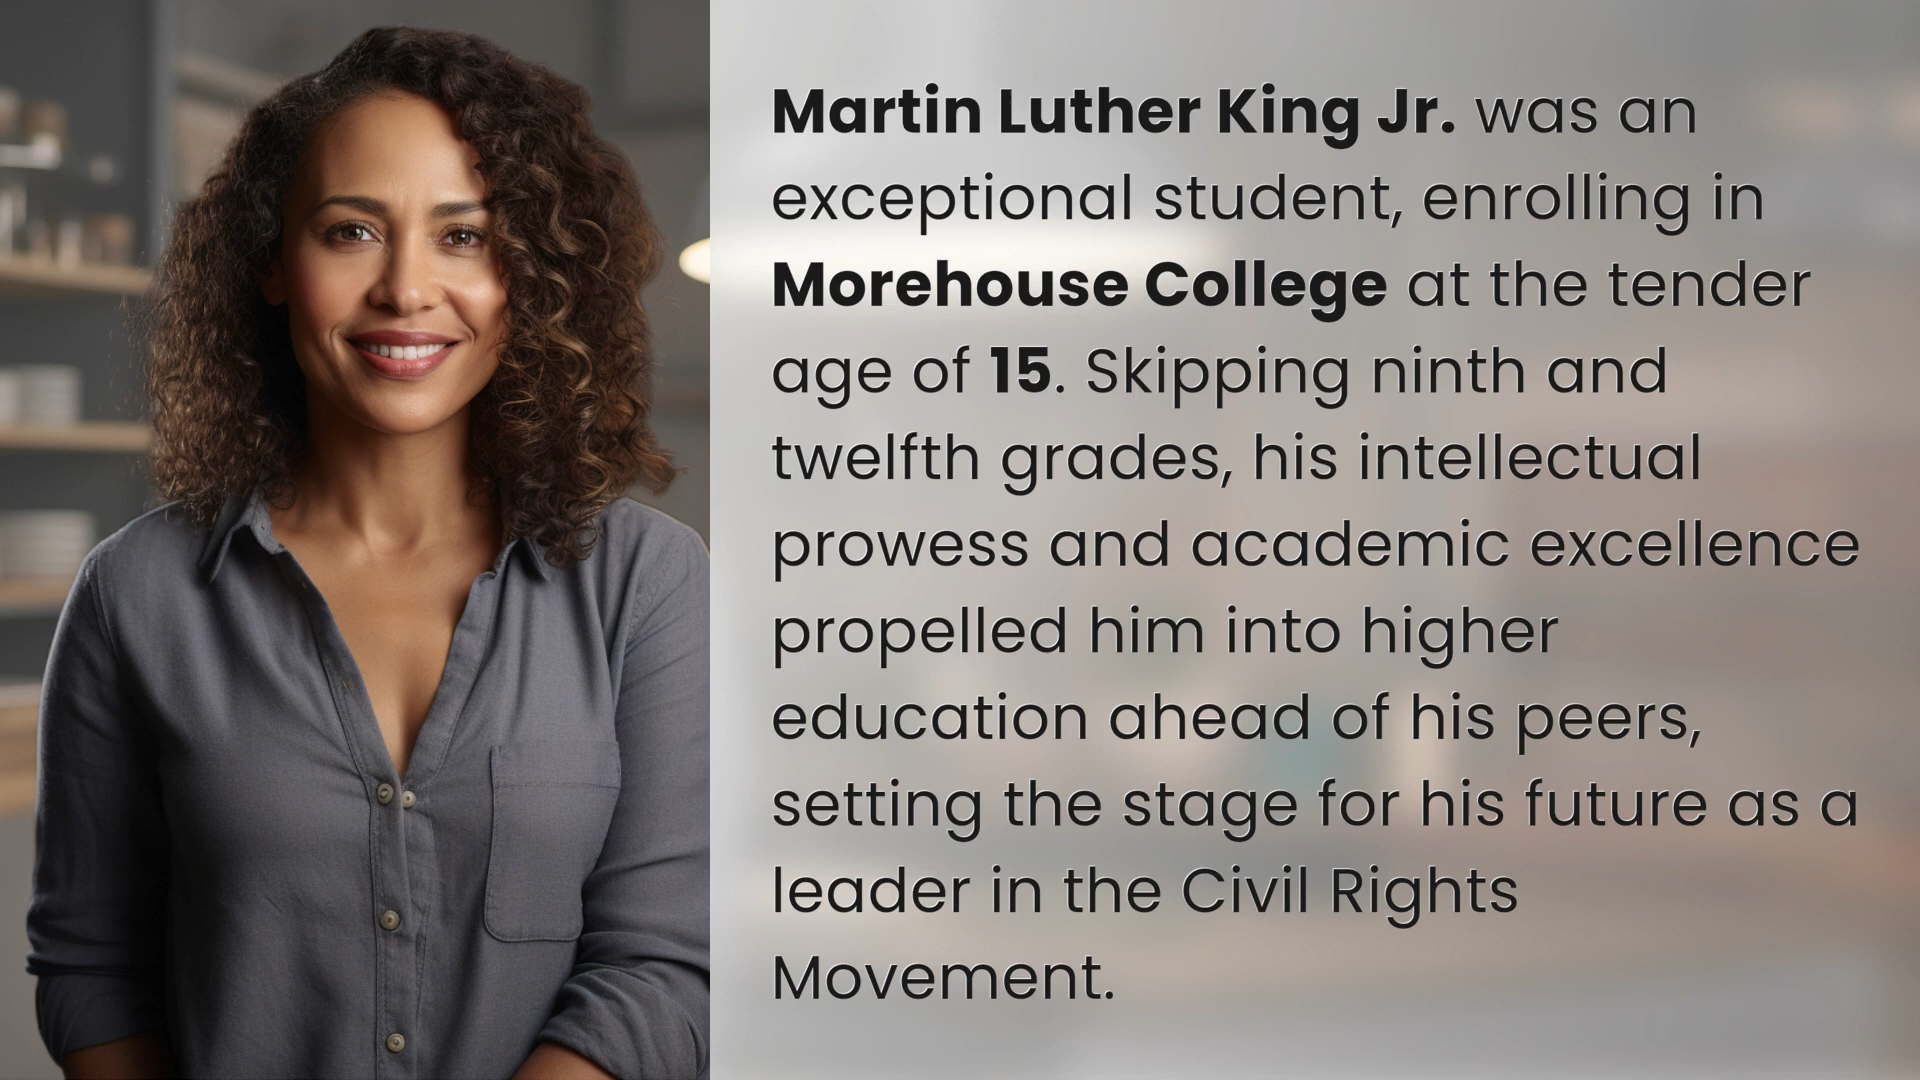 Martin Luther King Jr. was an
exceptional student, enrolling in
Morehouse College at the tender
age of 15. Skipping ninth and
twelfth grades, his intellectual
prowess and academic excellence
propelled him into higher
education ahead of his peers,
setting the stage for his future as a
leader in the Civil Rights
Movement.